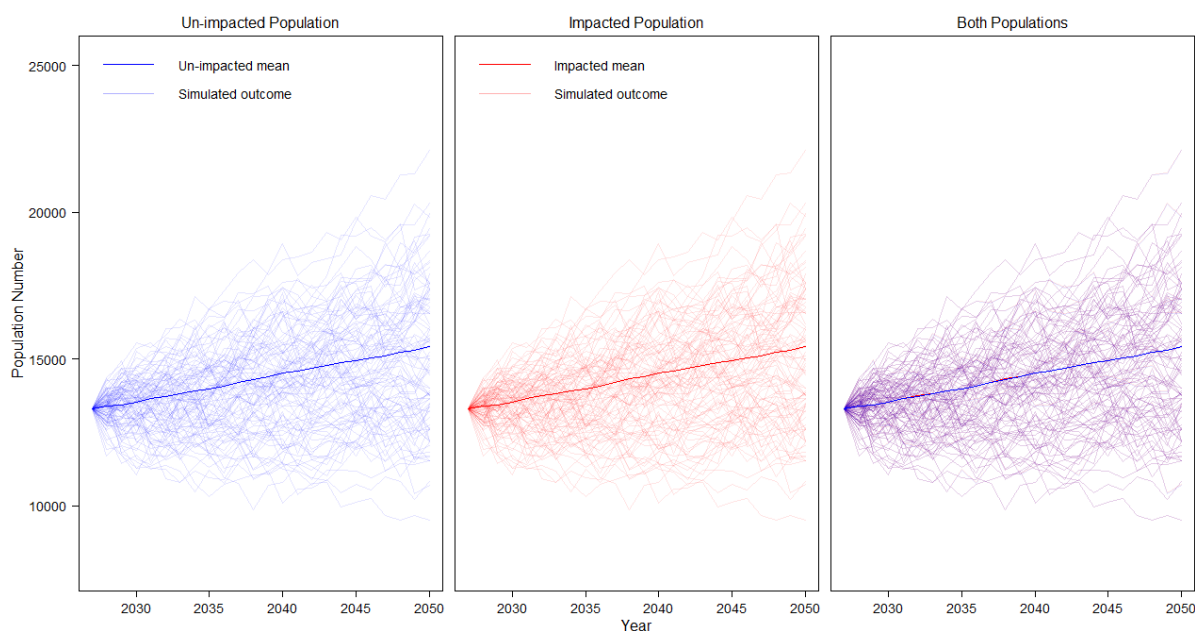 Un-impacted Population
Impacted Population
Both Populations
Un-impacted mean
Simulated outcome
Impacted mean
Simulated outcome
Population Number
25000
20000
15000
10000
2030 2035 2040 2045 2050
2030 2035 2040 2045 2050
2030 2035 2040 2045 2050
Year